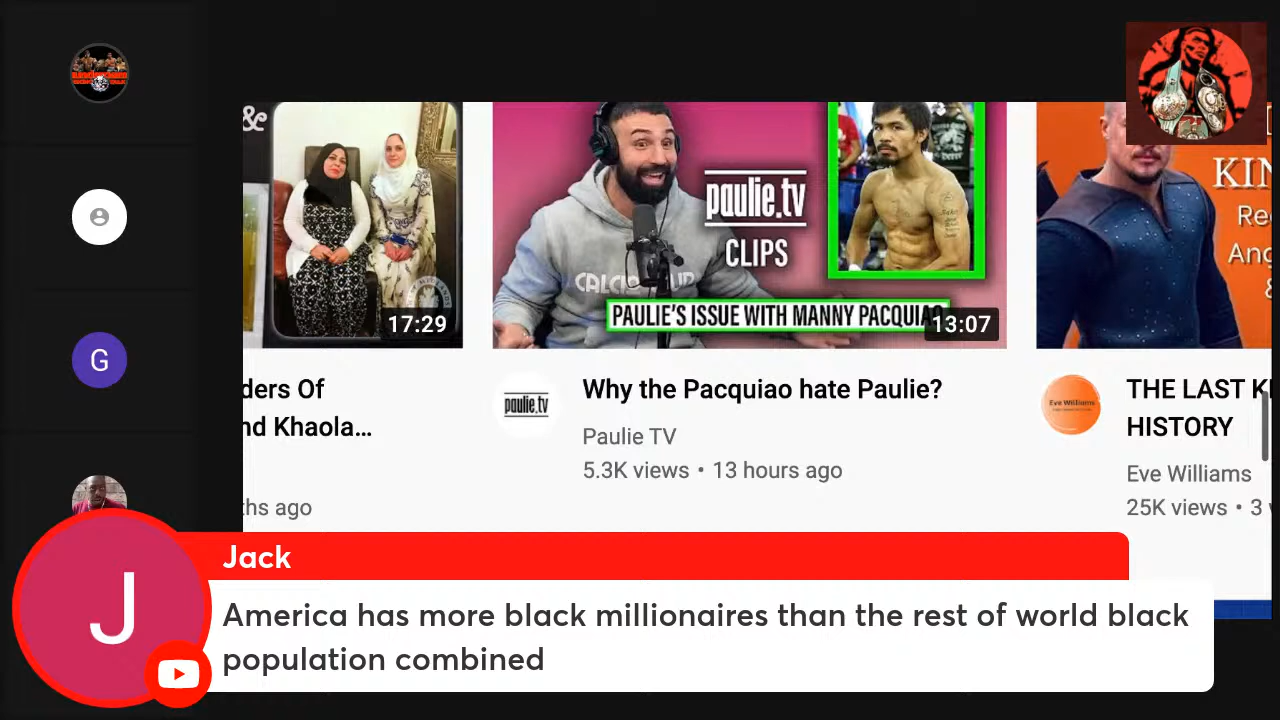 &
17:29
paulie.tv
CLIPS
CALCIO
PAULIE'S ISSUE WITH MANNY PACQUIAO
13:07
KIN
Re
Ang
&
ders Of
nd Khaola...
ths ago
paulie.tv
Why the Pacquiao hate Paulie?
Paulie TV
5.3K views • 13 hours ago
Eve Williams
THE LAST KI
HISTORY
Eve Williams
25K views • 3
G
J
Jack
America has more black millionaires than the rest of world black
population combined